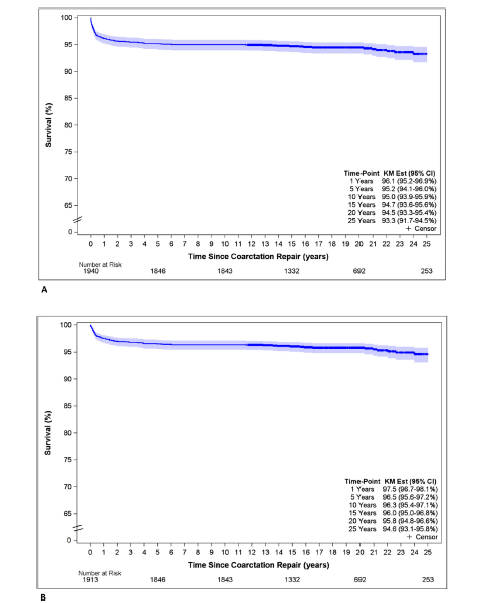 100
95
90
85
80
75
70
65
0
Survival (%)
Time-Point KM Est (95% CI)
1 Years 96.1 (95.2-96.9%)
5 Years 95.2 (94.1-96.0%)
10 Years 95.0 (93.9-95.9%)
15 Years 94.7 (93.6-95.6%)
20 Years 94.5 (93.3-95.4%)
25 Years 93.3 (91.7-94.5%)
+ Censor
0 1 2 3 4 5 6 7 8 9 10 11 12 13 14 15 16 17 18 19 20 21 22 23 24 25
Time Since Coarctation Repair (years)
Number at Risk
1940 1846 1843 1332 692 253
A
100
95
90
85
80
75
70
65
0
Survival (%)
Time-Point KM Est (95% CI)
1 Years 97.5 (96.7-98.1%)
5 Years 96.5 (95.6-97.2%)
10 Years 96.3 (95.4-97.1%)
15 Years 96.0 (95.0-96.8%)
20 Years 95.8 (94.8-96.6%)
25 Years 94.6 (93.1-95.8%)
+ Censor
0 1 2 3 4 5 6 7 8 9 10 11 12 13 14 15 16 17 18 19 20 21 22 23 24 25
Time Since Coarctation Repair (years)
Number at Risk
1913 1846 1843 1332 692 253
B